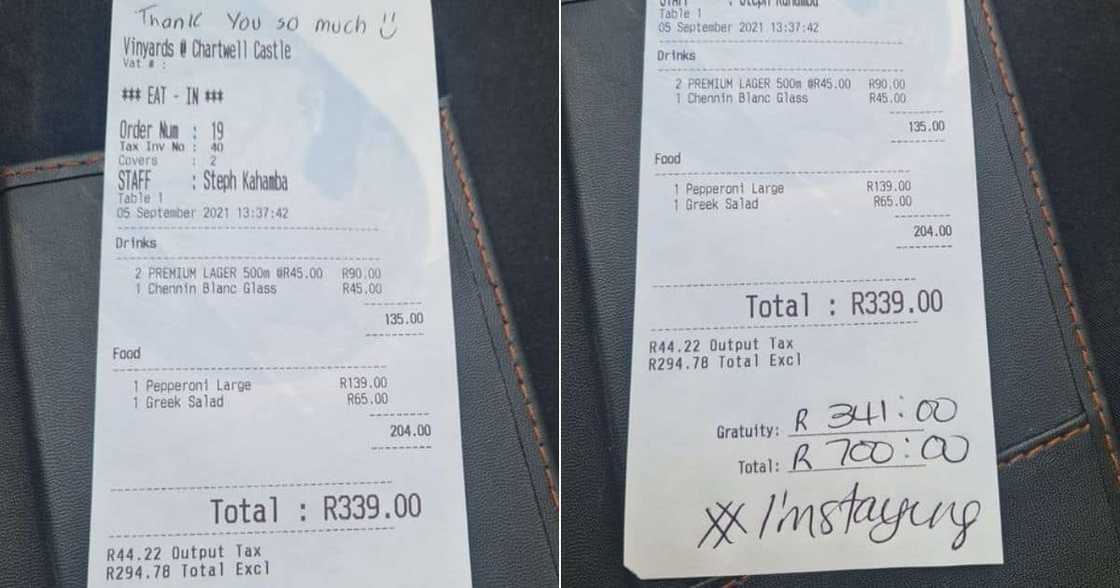 Thank You so much
Vinyards @ Chartwell Castle
Vat # :
*** EAT - IN ***
Order Num : 19
Tax Inv No : 40
Covers : 2
STAFF : Steph Kahamba
Table 1
05 September 2021 13:37:42
Drinks
2 PREMIUM LAGER 500m @R45.00 R90.00
1 Chennin Blanc Glass R45.00
135.00
Food
1 Pepperoni Large R139.00
1 Greek Salad R65.00
204.00
Total : R339.00
R44.22 Output Tax
R294.78 Total Excl
STAFF : Steph Kahamba
Table 1
05 September 2021 13:37:42
Drinks
2 PREMIUM LAGER 500m @R45.00 R90.00
1 Chennin Blanc Glass R45.00
135.00
Food
1 Pepperoni Large R139.00
1 Greek Salad R65.00
204.00
Total : R339.00
R44.22 Output Tax
R294.78 Total Excl
Gratuity: R 341:00
Total: R 700:00
XX I'mstaying